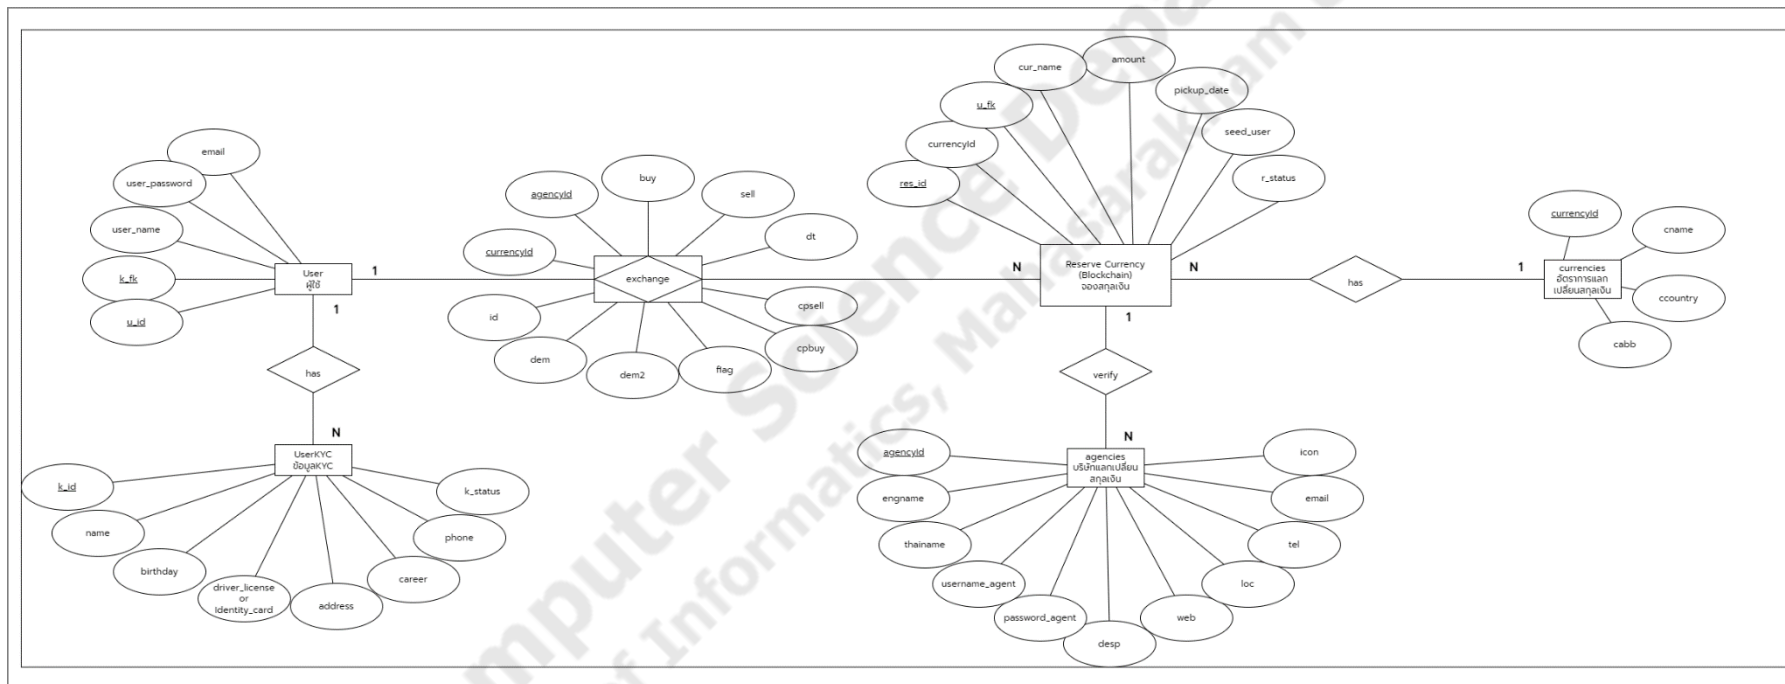 cur_name
amount
u_fk
pickup_date
currencyId
seed_user
res_id
r_status
email
user_password
user_name
k_fk
u_id
User
ผู้ใช้
1
1
buy
agencyId
sell
currencyId
dt
exchange
id
cpsell
dem
cpbuy
dem2
flag
N
Reserve Currency
(Blockchain)
จองสกุลเงิน
N
1
has
1
currencyId
cname
currencies
อัตราการแลก
เปลี่ยนสกุลเงิน
ccountry
cabb
has
N
UserKYC
ข้อมูลKYC
k_id
k_status
name
phone
birthday
career
driver_license
or
Identity_card
address
verify
N
agencies
บริษัทแลกเปลี่ยน
สกุลเงิน
agencyId
icon
engname
email
thainame
tel
username_agent
loc
password_agent
web
desp
mputer Science Depa
of Informatics, Mahasarakham